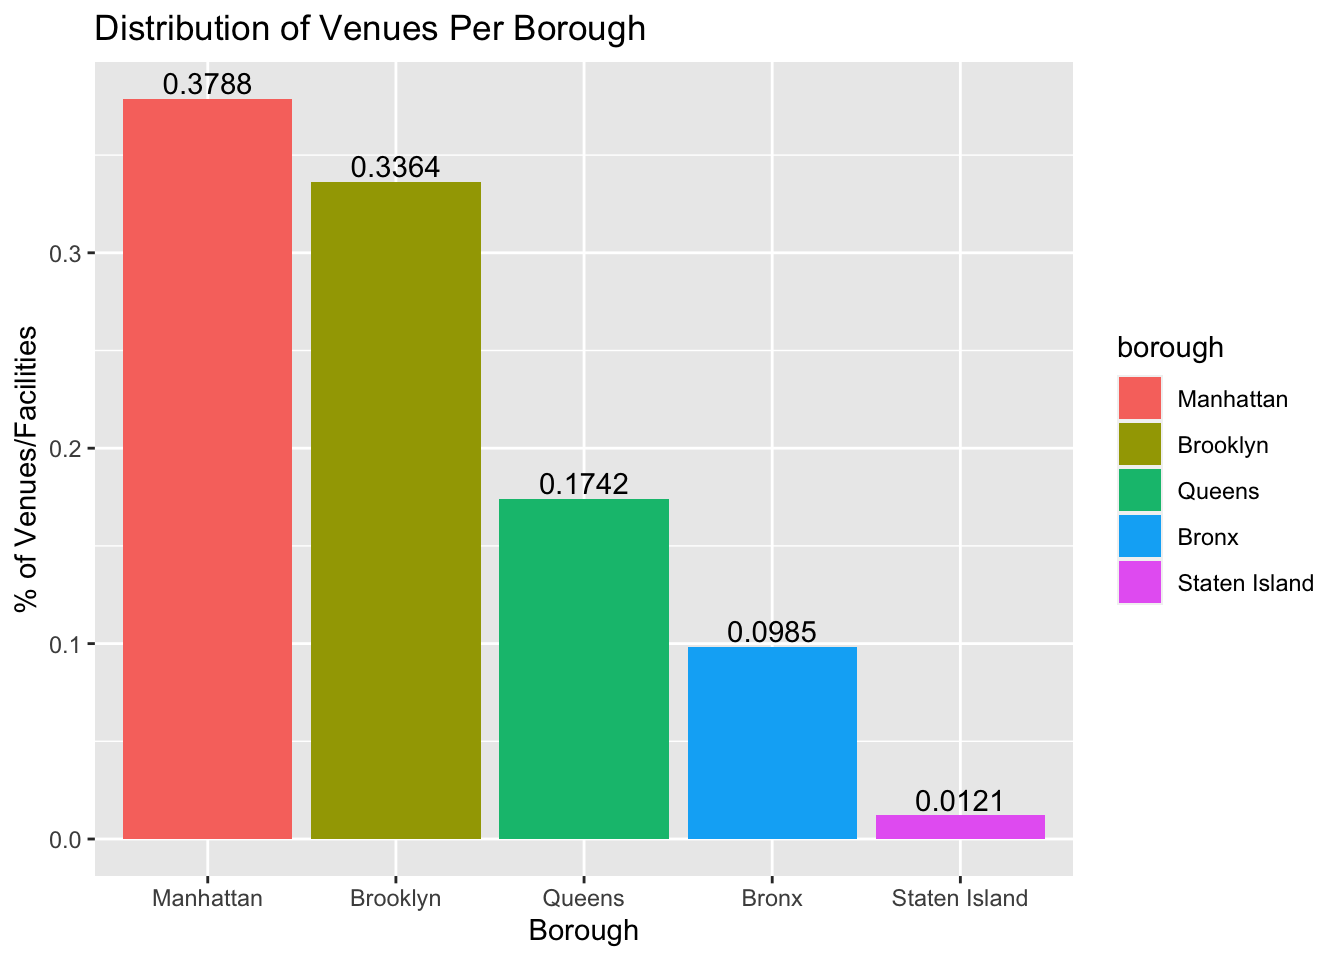 Distribution of Venues Per Borough
0.3788
0.3364
0.1742
0.0985
0.0121
0.3
0.2
0.1
0.0
% of Venues/Facilities
Manhattan
Brooklyn
Queens
Bronx
Staten Island
Borough
borough
Manhattan
Brooklyn
Queens
Bronx
Staten Island